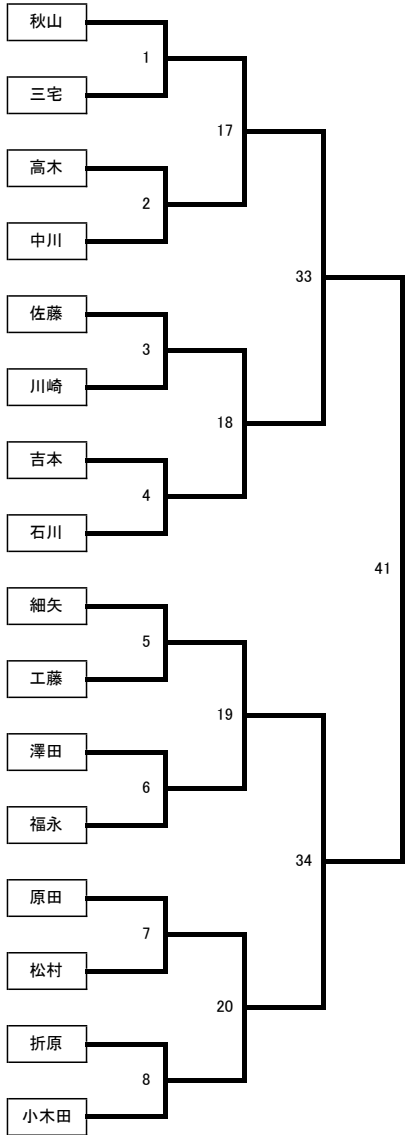 秋山
1
三宅
17
高木
2
中川
33
佐藤
3
川崎
18
吉本
4
石川
41
細矢
5
工藤
19
澤田
6
福永
34
原田
7
松村
20
折原
8
小木田